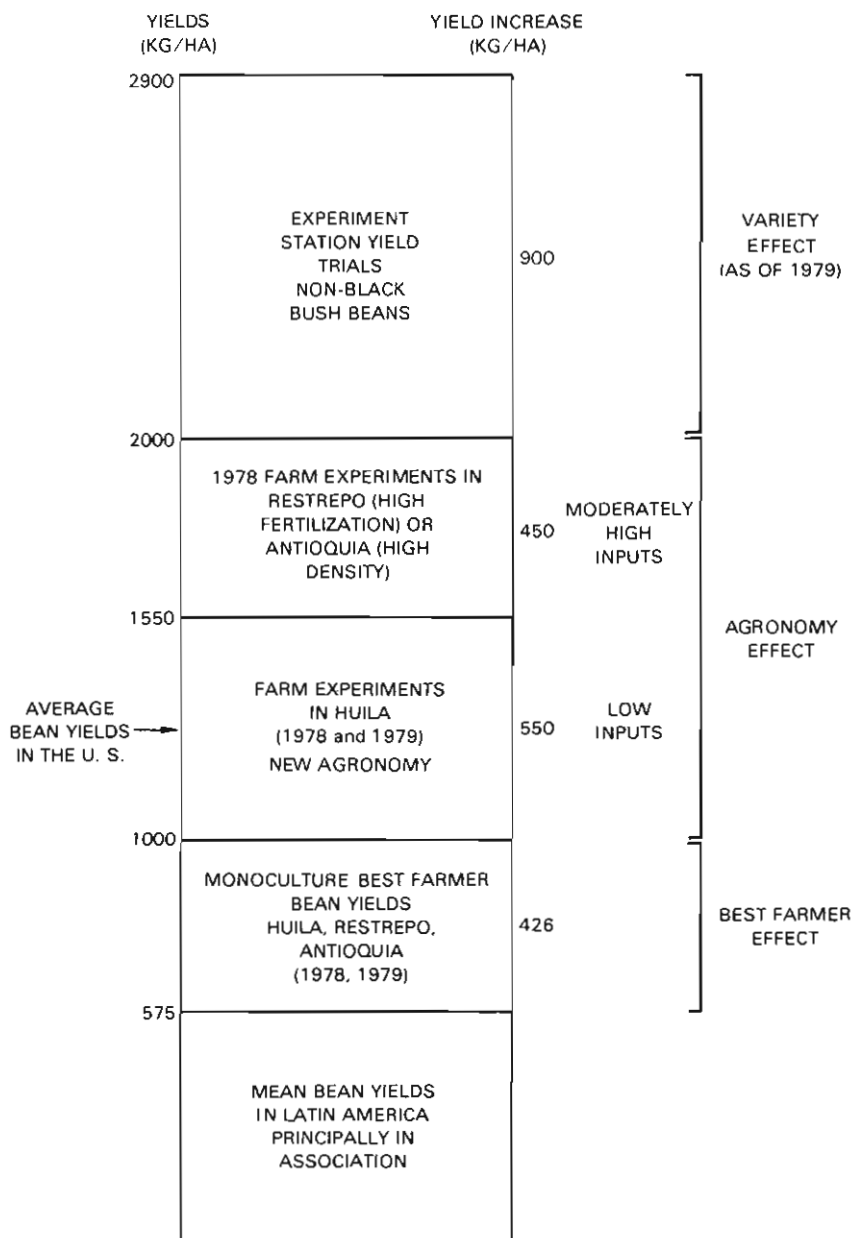 YIELDS
(KG/HA)
YIELD INCREASE
(KG/HA)
2900
EXPERIMENT
STATION YIELD
TRIALS
NON-BLACK
BUSH BEANS
900
VARIETY
EFFECT
(AS OF 1979)
2000
1978 FARM EXPERIMENTS IN
RESTREPO (HIGH
FERTILIZATION) OR
ANTIOQUIA (HIGH
DENSITY)
450
MODERATELY
HIGH
INPUTS
1550
AGRONOMY
EFFECT
FARM EXPERIMENTS
IN HUILA
(1978 and 1979)
NEW AGRONOMY
550
LOW
INPUTS
AVERAGE
BEAN YIELDS
IN THE U. S.
1000
MONOCULTURE BEST FARMER
BEAN YIELDS
HUILA, RESTREPO,
ANTIOQUIA
(1978, 1979)
426
BEST FARMER
EFFECT
575
MEAN BEAN YIELDS
IN LATIN AMERICA
PRINCIPALLY IN
ASSOCIATION